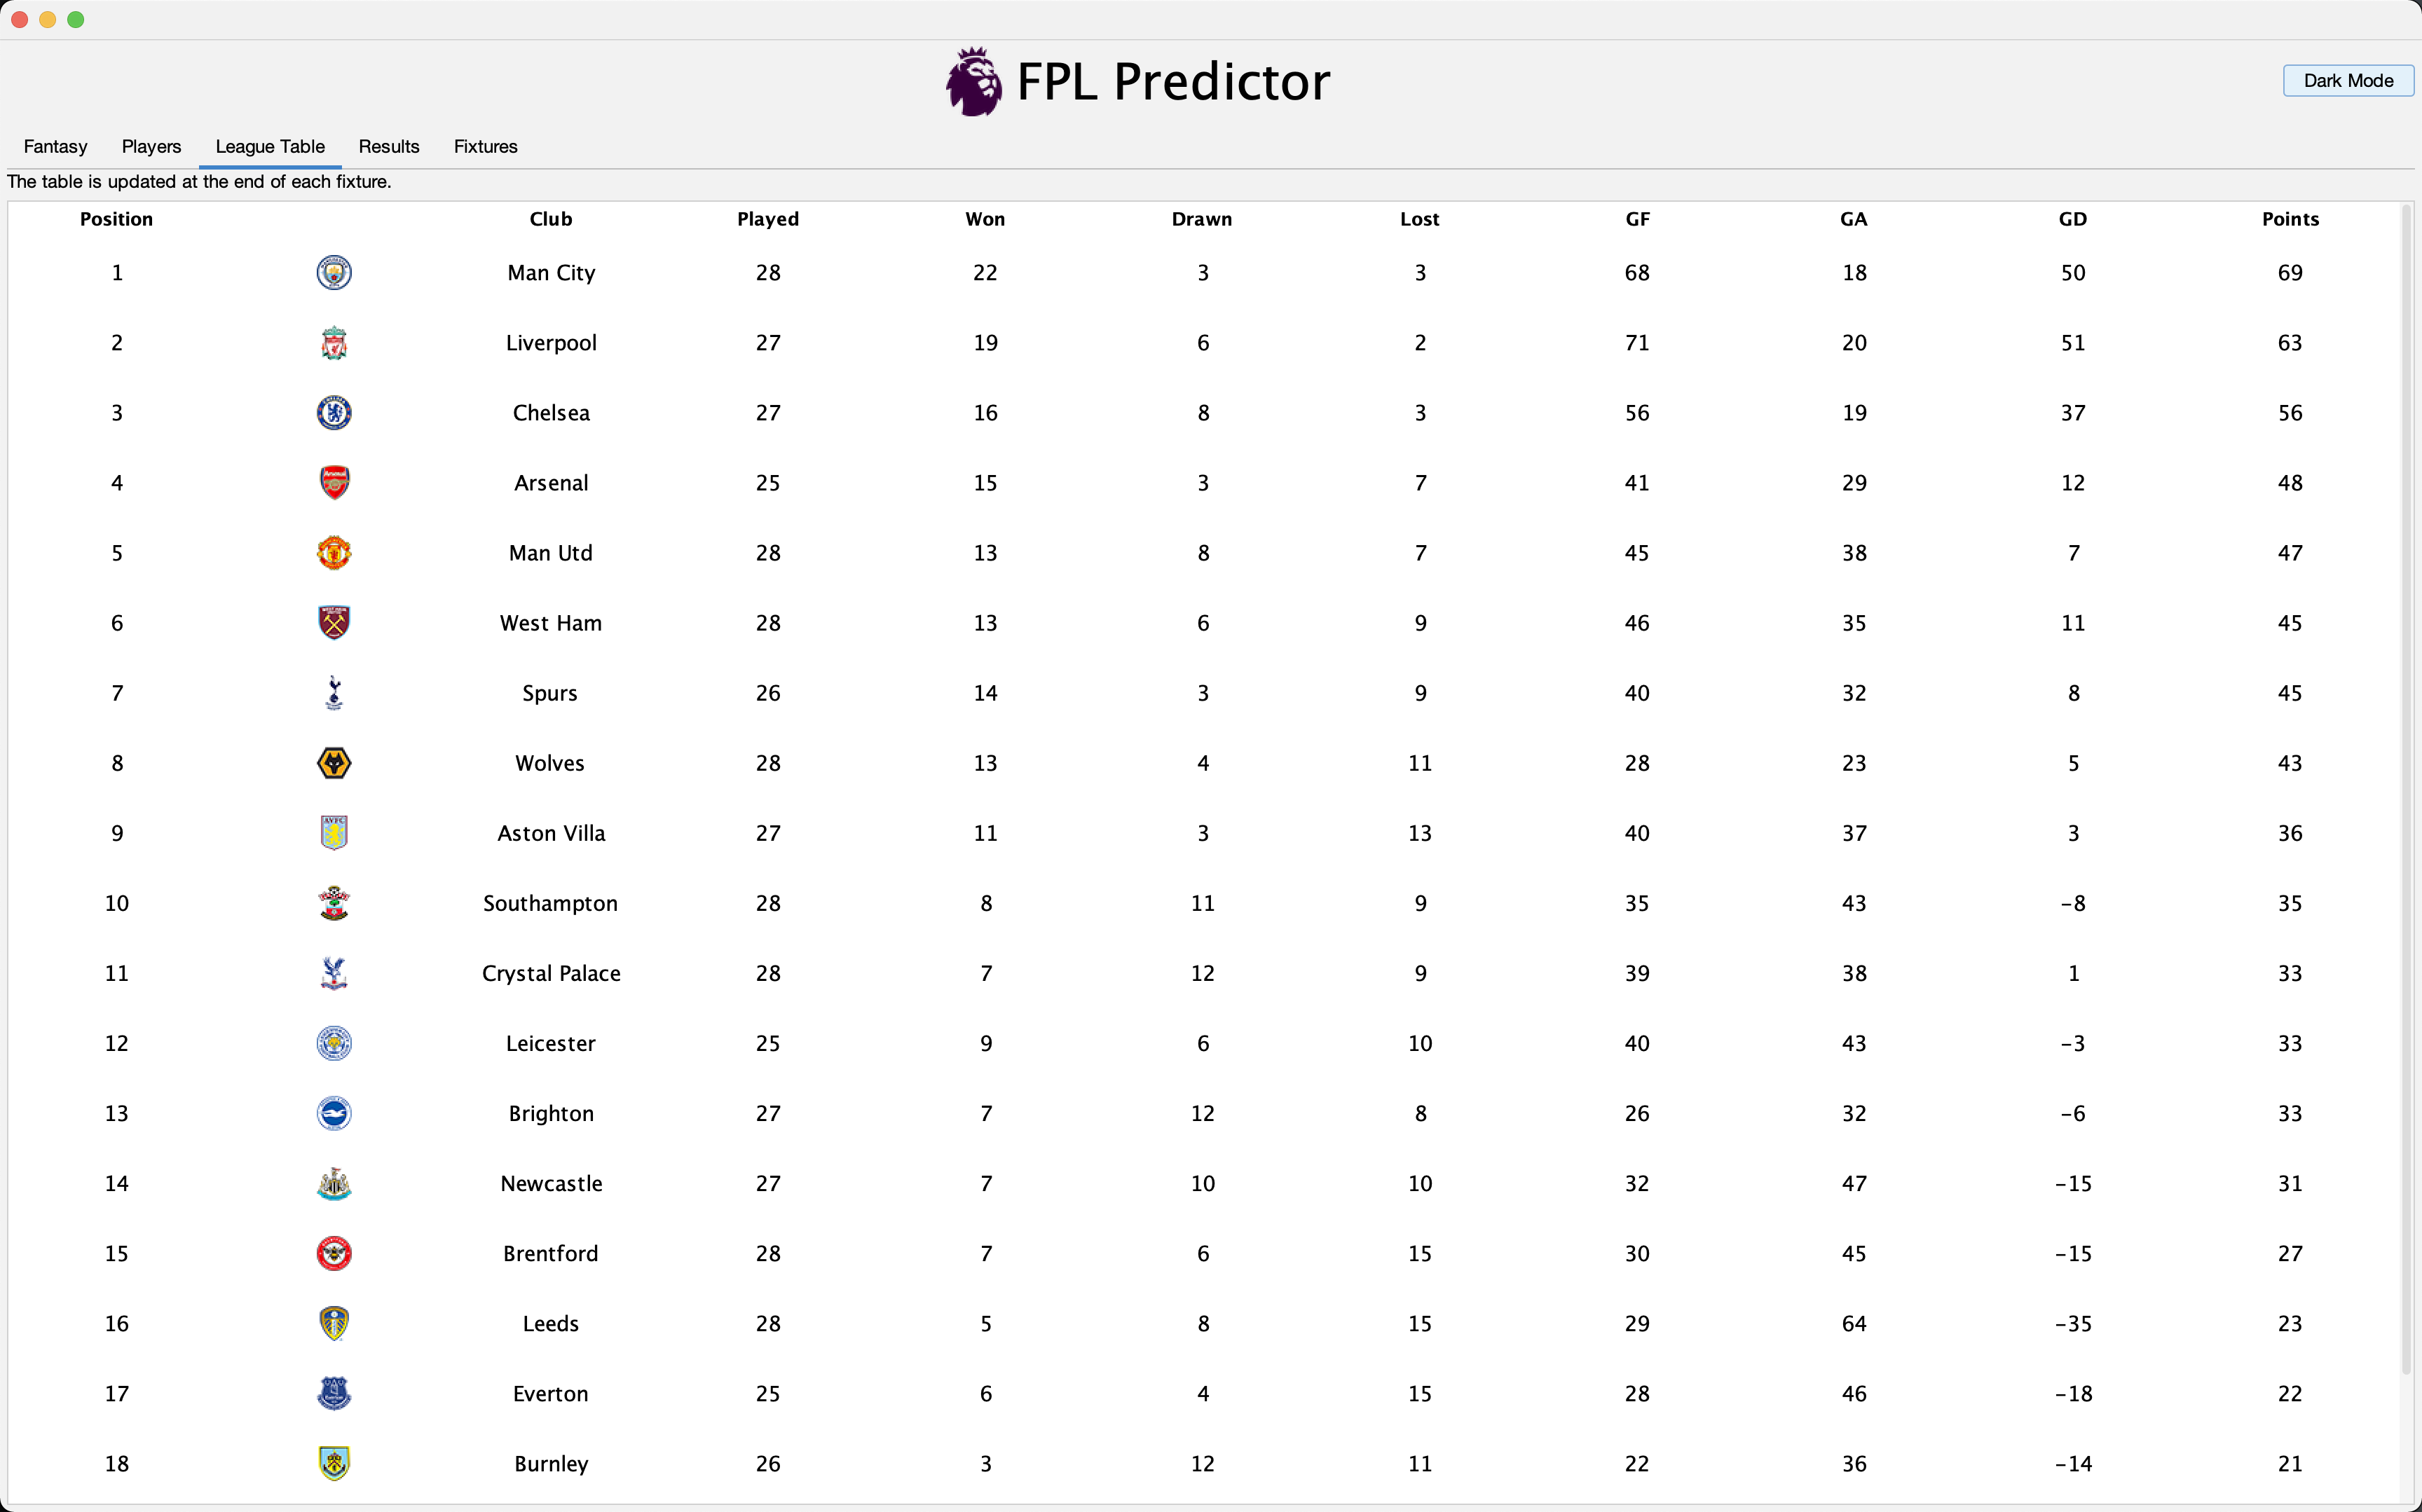 FPL Predictor
Dark Mode
Fantasy Players League Table Results Fixtures
The table is updated at the end of each fixture.
Position Club Played Won Drawn Lost GF GA GD Points
1 Man City 28 22 3 3 68 18 50 69
2 Liverpool 27 19 6 2 71 20 51 63
3 Chelsea 27 16 8 3 56 19 37 56
4 Arsenal 25 15 3 7 41 29 12 48
5 Man Utd 28 13 8 7 45 38 7 47
6 West Ham 28 13 6 9 46 35 11 45
7 Spurs 26 14 3 9 40 32 8 45
8 Wolves 28 13 4 11 28 23 5 43
9 Aston Villa 27 11 3 13 40 37 3 36
10 Southampton 28 8 11 9 35 43 -8 35
11 Crystal Palace 28 7 12 9 39 38 1 33
12 Leicester 25 9 6 10 40 43 -3 33
13 Brighton 27 7 12 8 26 32 -6 33
14 Newcastle 27 7 10 10 32 47 -15 31
15 Brentford 28 7 6 15 30 45 -15 27
16 Leeds 28 5 8 15 29 64 -35 23
17 Everton 25 6 4 15 28 46 -18 22
18 Burnley 26 3 12 11 22 36 -14 21